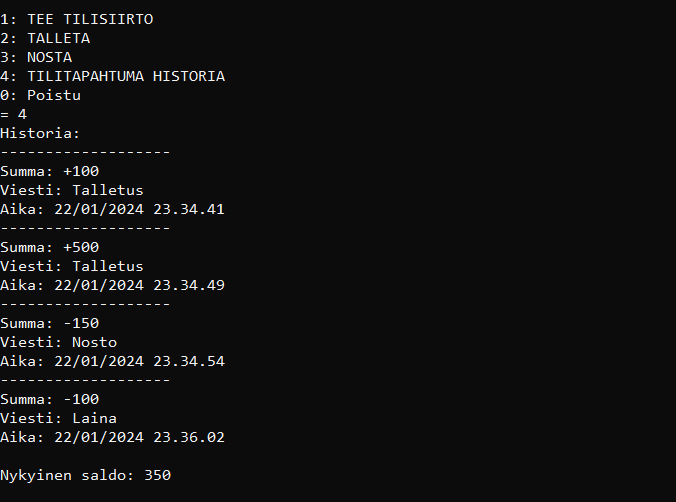 1: TEE TILISIIRTO
2: TALLETA
3: NOSTA
4: TILITAPAHTUMA HISTORIA
0: Poistu
= 4
Historia:
-------------------
Summa: +100
Viesti: Talletus
Aika: 22/01/2024 23.34.41
-------------------
Summa: +500
Viesti: Talletus
Aika: 22/01/2024 23.34.49
-------------------
Summa: -150
Viesti: Nosto
Aika: 22/01/2024 23.34.54
-------------------
Summa: -100
Viesti: Laina
Aika: 22/01/2024 23.36.02
Nykyinen saldo: 350